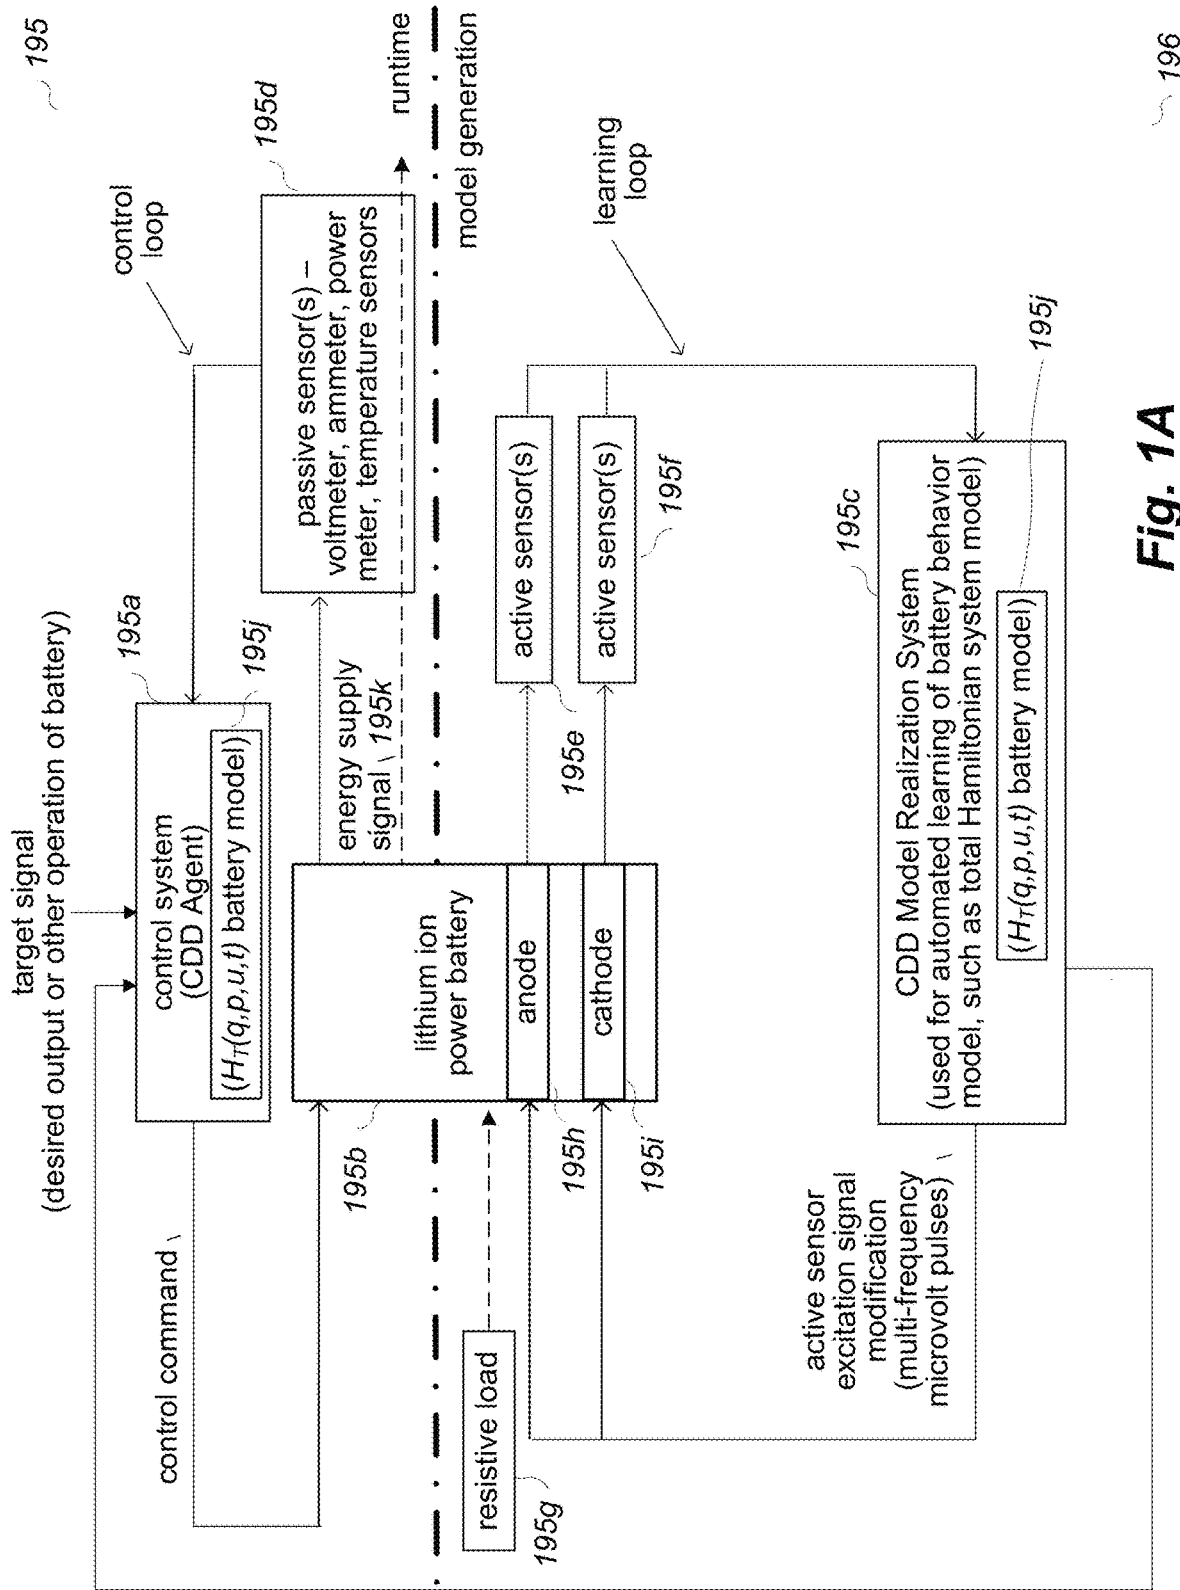 195
target signal
(desired output or other operation of battery)
195a
control system
(CDD Agent)
195j
(H_T(q,p,u,t) battery model)
control
loop
control command
195d
passive sensor(s) –
voltmeter, ammeter, power
meter, temperature sensors
energy supply
signal
195k
runtime
model generation
195b
lithium ion
power battery
resistive load
195g
anode
195h
cathode
195i
active sensor(s)
195e
active sensor(s)
195f
learning
loop
active sensor
excitation signal
modification
(multi-frequency
microvolt pulses)
195c
CDD Model Realization System
(used for automated learning of battery behavior
model, such as total Hamiltonian system model)
(H_T(q,p,u,t) battery model)
195j
196
Fig. 1A